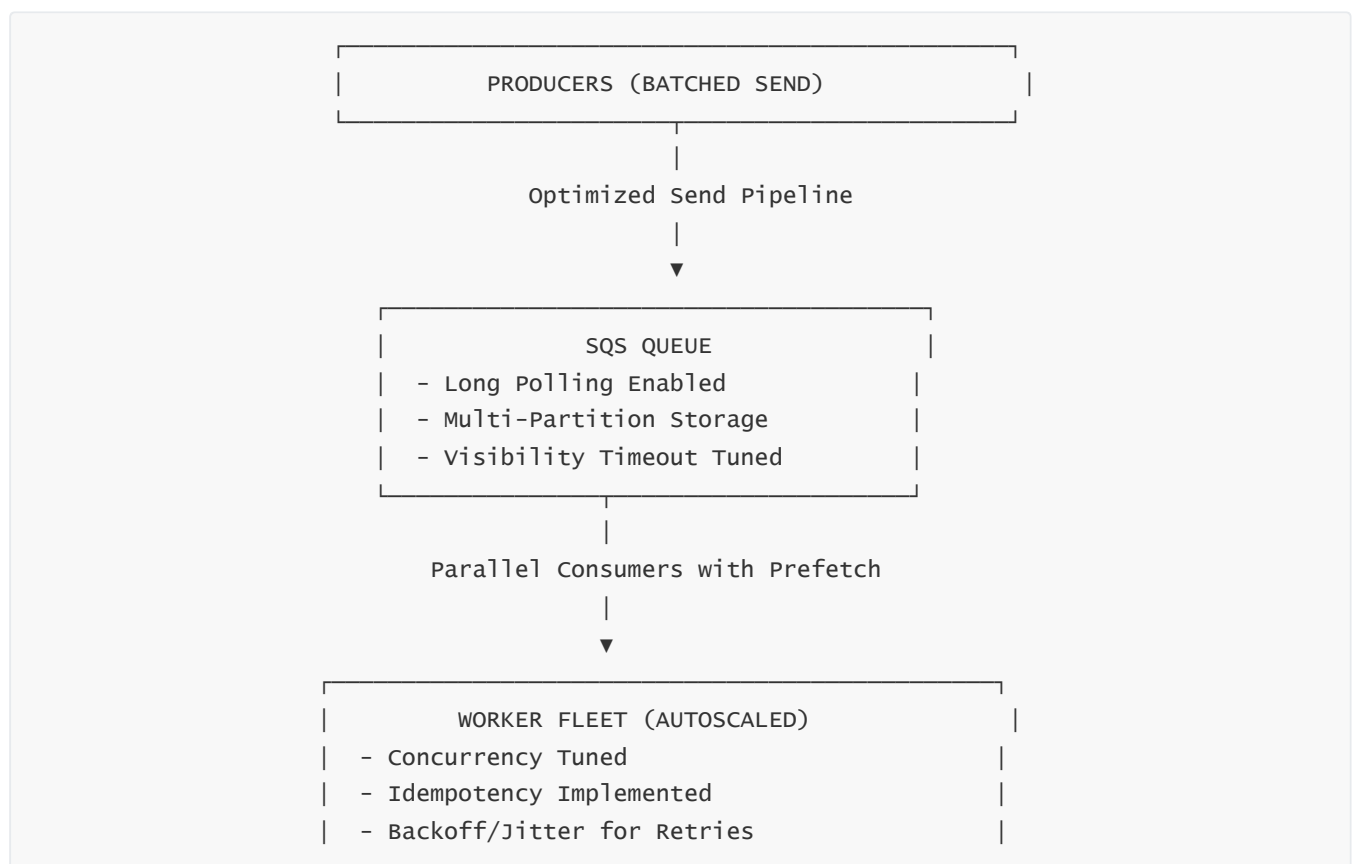 PRODUCERS (BATCHED SEND)
Optimized Send Pipeline
SQS QUEUE
- Long Polling Enabled
- Multi-Partition Storage
- Visibility Timeout Tuned
Parallel Consumers with Prefetch
WORKER FLEET (AUTOSCALED)
- Concurrency Tuned
- Idempotency Implemented
- Backoff/Jitter for Retries